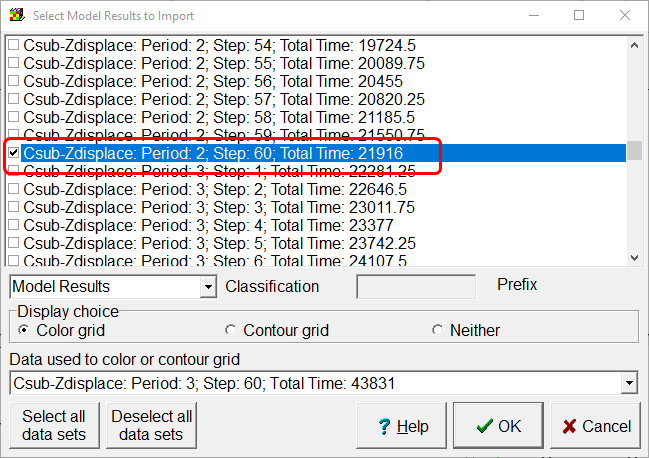 Select Model Results to Import
Csub-Zdisplace: Period: 2; Step: 54; Total Time: 19724.5
Csub-Zdisplace: Period: 2; Step: 55; Total Time: 20089.75
Csub-Zdisplace: Period: 2; Step: 56; Total Time: 20455
Csub-Zdisplace: Period: 2; Step: 57; Total Time: 20820.25
Csub-Zdisplace: Period: 2; Step: 58; Total Time: 21185.5
Csub-Zdisplace: Period: 2; Step: 59; Total Time: 21550.75
Csub-Zdisplace: Period: 2; Step: 60; Total Time: 21916
Csub-Zdisplace: Period: 3; Step: 1; Total Time: 22281.25
Csub-Zdisplace: Period: 3; Step: 2; Total Time: 22646.5
Csub-Zdisplace: Period: 3; Step: 3; Total Time: 23011.75
Csub-Zdisplace: Period: 3; Step: 4; Total Time: 23377
Csub-Zdisplace: Period: 3; Step: 5; Total Time: 23742.25
Csub-Zdisplace: Period: 3; Step: 6; Total Time: 24107.5
Model Results Classification Prefix
Display choice
Color grid Contour grid Neither
Data used to color or contour grid
Csub-Zdisplace: Period: 3; Step: 60; Total Time: 43831
Select all
data sets
Deselect all
data sets
? Help
OK
Cancel